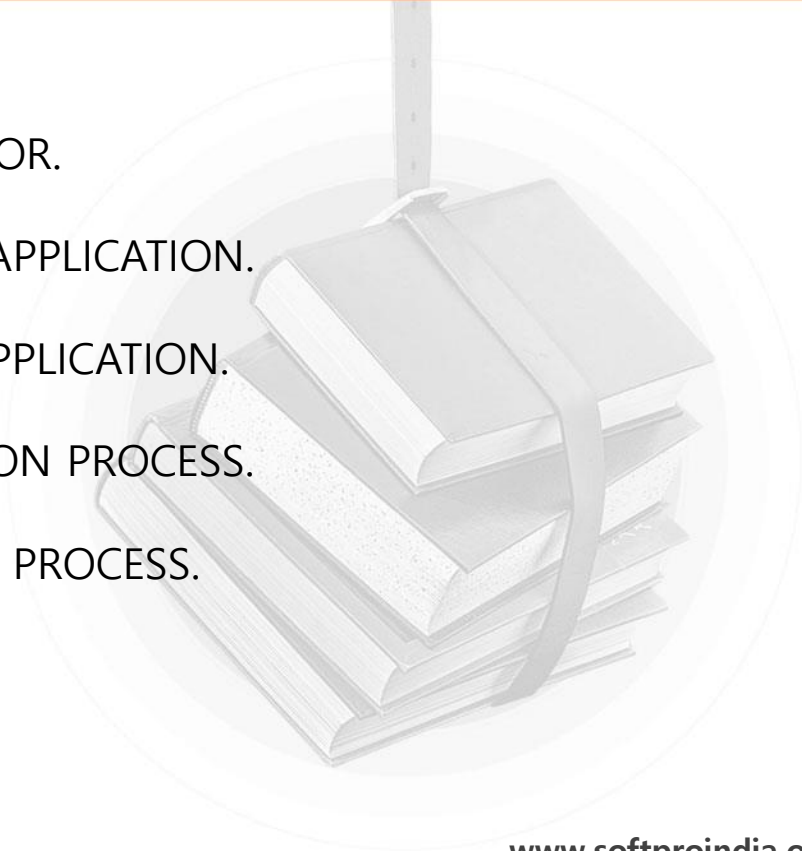 OR.
APPLICATION.
PPLICATION.
ON PROCESS.
PROCESS.
www.softproindia.o